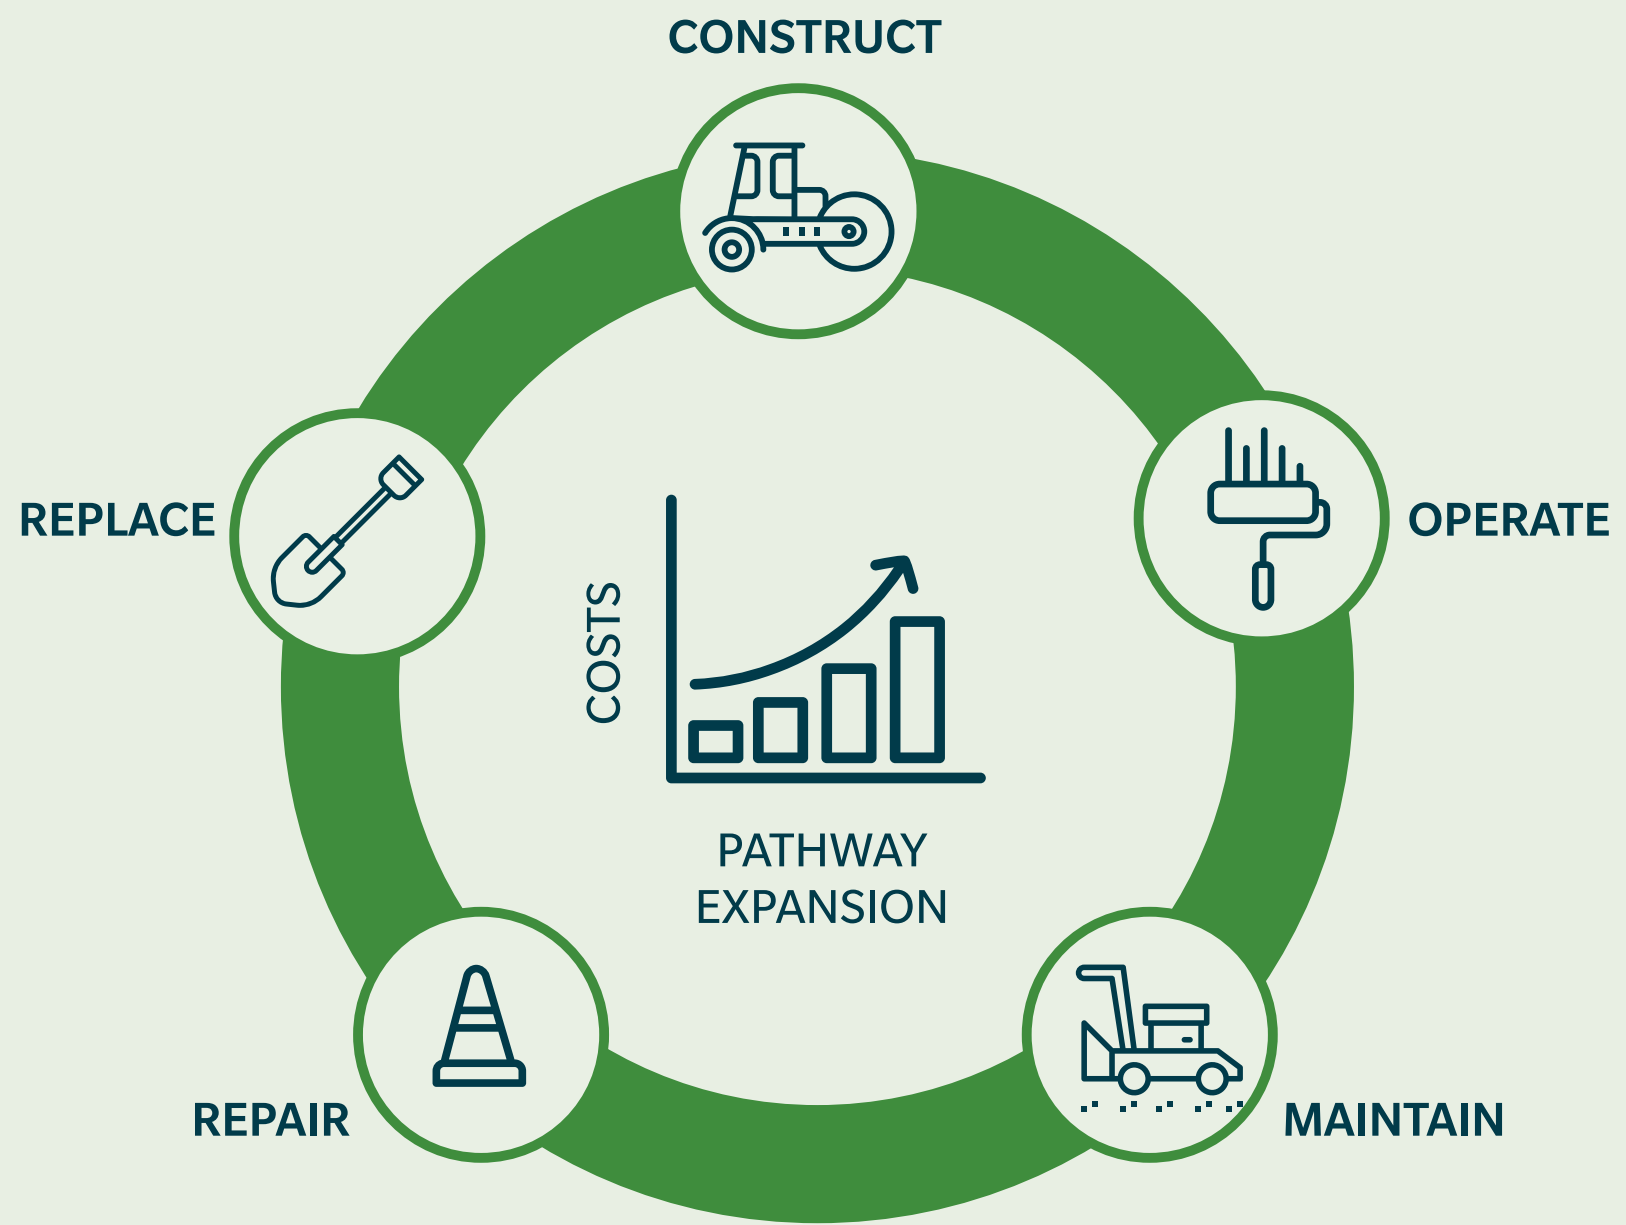 CONSTRUCT
REPLACE
OPERATE
COSTS
PATHWAY
EXPANSION
REPAIR
MAINTAIN